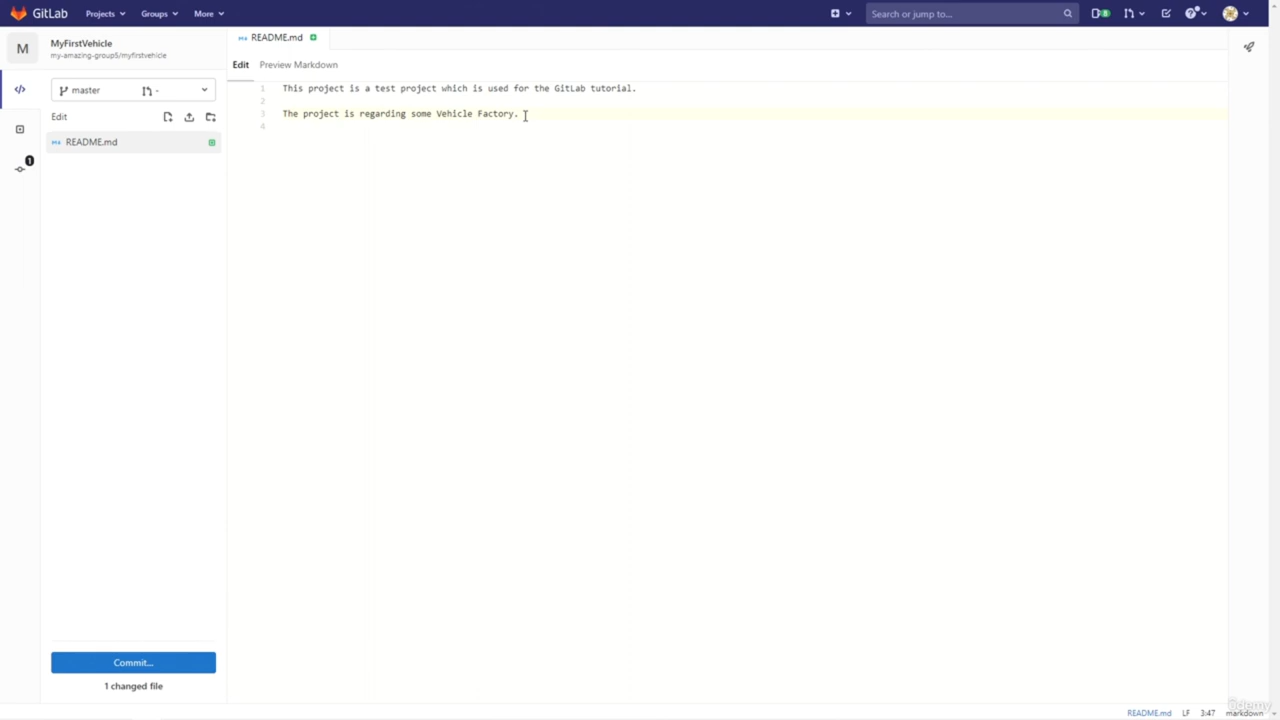 GitLab Projects Groups More Search or jump to... 8
M MyFirstVehicle
my-amazing-group5/myfirstvehicle
README.md
Edit Preview Markdown
master -
Edit
README.md
1
1 This project is a test project which is used for the GitLab tutorial.
2
3 The project is regarding some Vehicle Factory.
4
Commit...
1 changed file
README.md LF 3:47 markdown
udemy